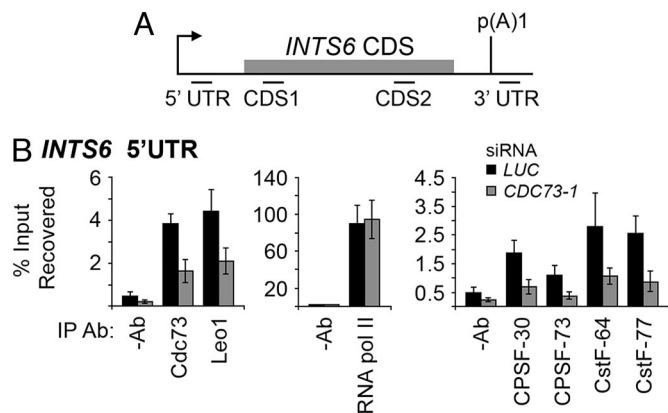 A
INTS6 CDS
p(A)1
5' UTR
CDS1
CDS2
3' UTR
B INTS6 5'UTR
siRNA
LUC
CDC73-1
% Input
Recovered
6
4
2
140
100
60
20
4.5
3.5
2.5
1.5
0.5
IP Ab:
-Ab
Cdc73
Leo1
-Ab
RNA pol II
-Ab
CPSF-30
CPSF-73
CstF-64
CstF-77